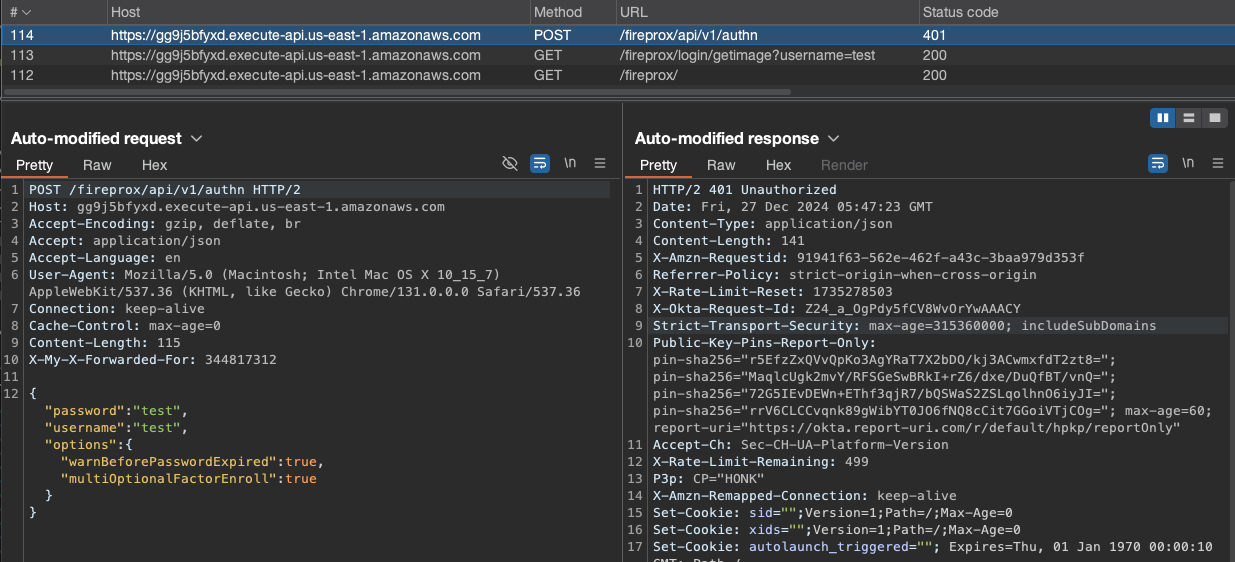 # Host Method URL Status code
114 https://gg9j5bfyxd.execute-api.us-east-1.amazonaws.com POST /fireprox/api/v1/authn 401
113 https://gg9j5bfyxd.execute-api.us-east-1.amazonaws.com GET /fireprox/login/getimage?username=test 200
112 https://gg9j5bfyxd.execute-api.us-east-1.amazonaws.com GET /fireprox/ 200
Auto-modified request
Pretty Raw Hex \n
1 POST /fireprox/api/v1/authn HTTP/2
2 Host: gg9j5bfyxd.execute-api.us-east-1.amazonaws.com
3 Accept-Encoding: gzip, deflate, br
4 Accept: application/json
5 Accept-Language: en
6 User-Agent: Mozilla/5.0 (Macintosh; Intel Mac OS X 10_15_7)
AppleWebKit/537.36 (KHTML, like Gecko) Chrome/131.0.0.0 Safari/537.36
7 Connection: keep-alive
8 Cache-Control: max-age=0
9 Content-Length: 115
10 X-My-X-Forwarded-For: 344817312
11
12 {
"password":"test",
"username":"test",
"options":{
"warnBeforePasswordExpired":true,
"multiOptionalFactorEnroll":true
}
}
Auto-modified response
Pretty Raw Hex Render \n
1 HTTP/2 401 Unauthorized
2 Date: Fri, 27 Dec 2024 05:47:23 GMT
3 Content-Type: application/json
4 Content-Length: 141
5 X-Amzn-Requestid: 91941f63-562e-462f-a43c-3baa979d353f
6 Referrer-Policy: strict-origin-when-cross-origin
7 X-Rate-Limit-Reset: 1735278503
8 X-Okta-Request-Id: Z24_a_OgPdy5fCV8WvOrYwAAACY
9 Strict-Transport-Security: max-age=315360000; includeSubDomains
10 Public-Key-Pins-Report-Only:
pin-sha256="r5EfzZxQVvQpKo3AgYRaT7X2bDO/kj3ACwmxfdT2zt8=";
pin-sha256="MaqlcUgk2mvY/RFSGeSwBRkI+rZ6/dxe/DuQfBT/vnQ=";
pin-sha256="72G5IEvDEWn+EThf3qjR7/bQSWaS2ZSLqolhnO6iyJI=";
pin-sha256="rrV6CLCCvqnk89gWibYT0JO6fNQ8cCit7GGoiVTjCOg="; max-age=60;
report-uri="https://okta.report-uri.com/r/default/hpkp/reportOnly"
11 Accept-Ch: Sec-CH-UA-Platform-Version
12 X-Rate-Limit-Remaining: 499
13 P3p: CP="HONK"
14 X-Amzn-Remapped-Connection: keep-alive
15 Set-Cookie: sid="";Version=1;Path=/;Max-Age=0
16 Set-Cookie: xids="";Version=1;Path=/;Max-Age=0
17 Set-Cookie: autolaunch_triggered=""; Expires=Thu, 01 Jan 1970 00:00:10
GMT; Path=/